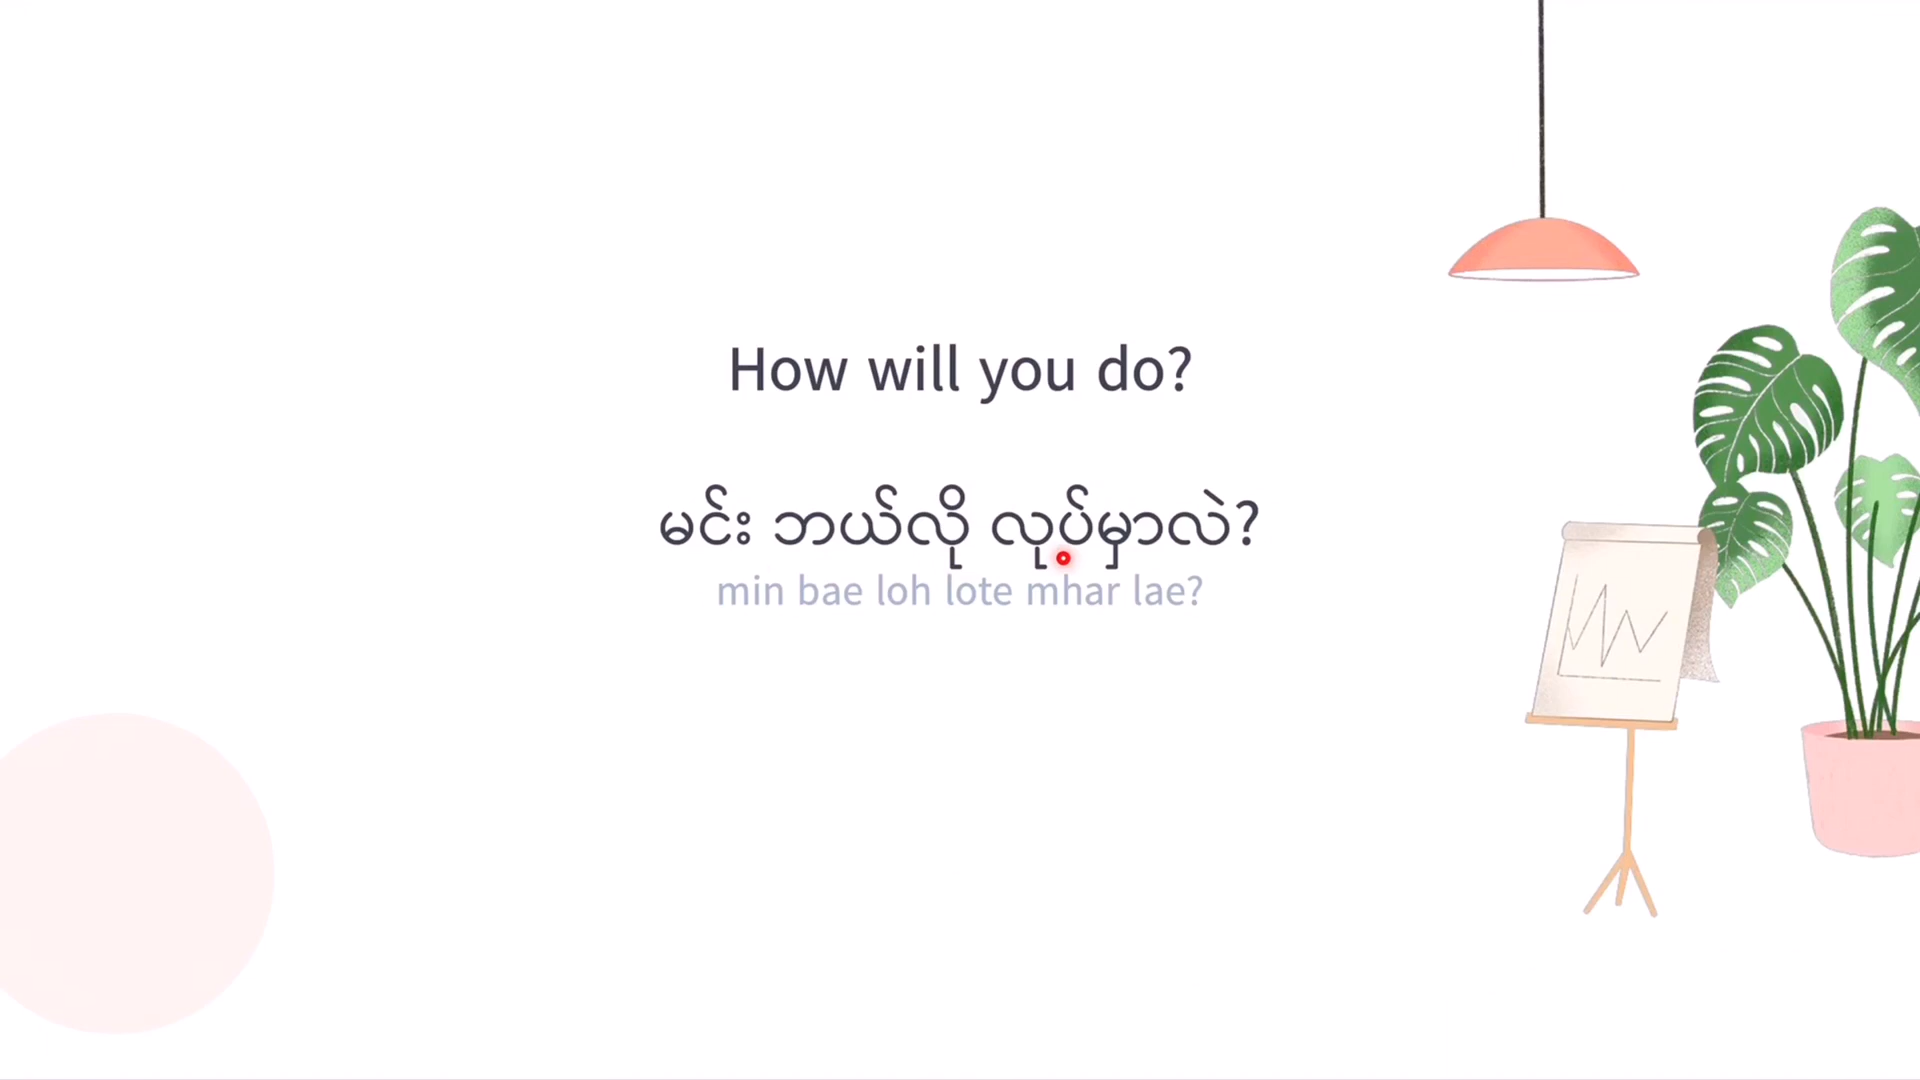 How will you do?
မင်း ဘယ်လို လုပ်မှာလဲ?
min bae loh lote mhar lae?